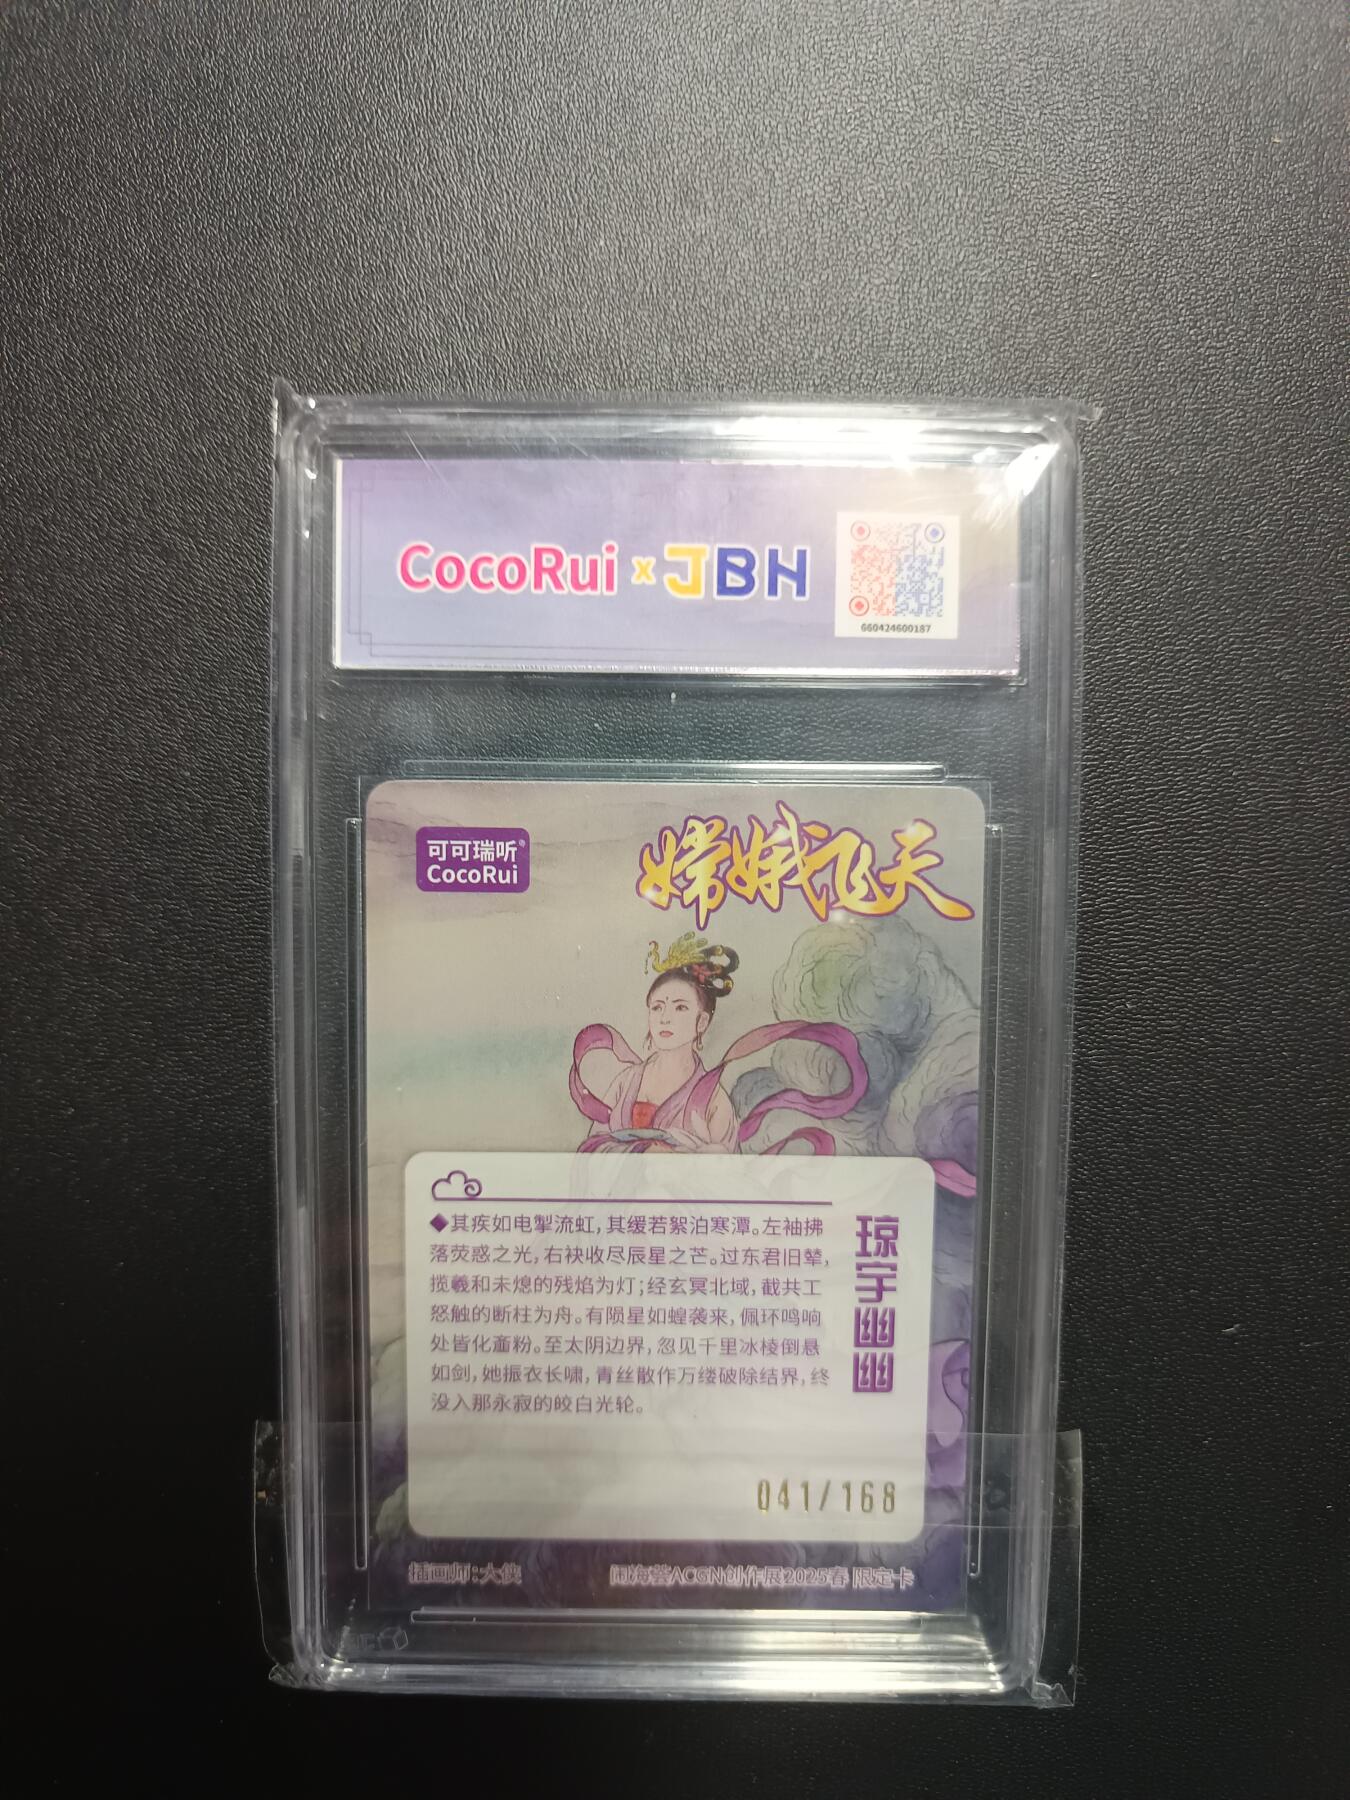 CocoRui x JBH
660424600187
可可瑞听®
CocoRui
嫦娥飞天
◆其疾如电掣流虹,其缓若絮泊寒潭。左袖拂
落荧惑之光,右袂收尽辰星之芒。过东君旧辇,
揽羲和未熄的残焰为灯;经玄冥北域,截共工
怒触的断柱为舟。有陨星如蝗袭来,佩环鸣响
处皆化齑粉。至太阴边界,忽见千里冰棱倒悬
如剑,她振衣长啸,青丝散作万缕破除结界,终
没入那永寂的皎白光轮。
琼宇幽幽
041/168
插画师:大侠
闹海荟ACGN创作展2025春 限定卡